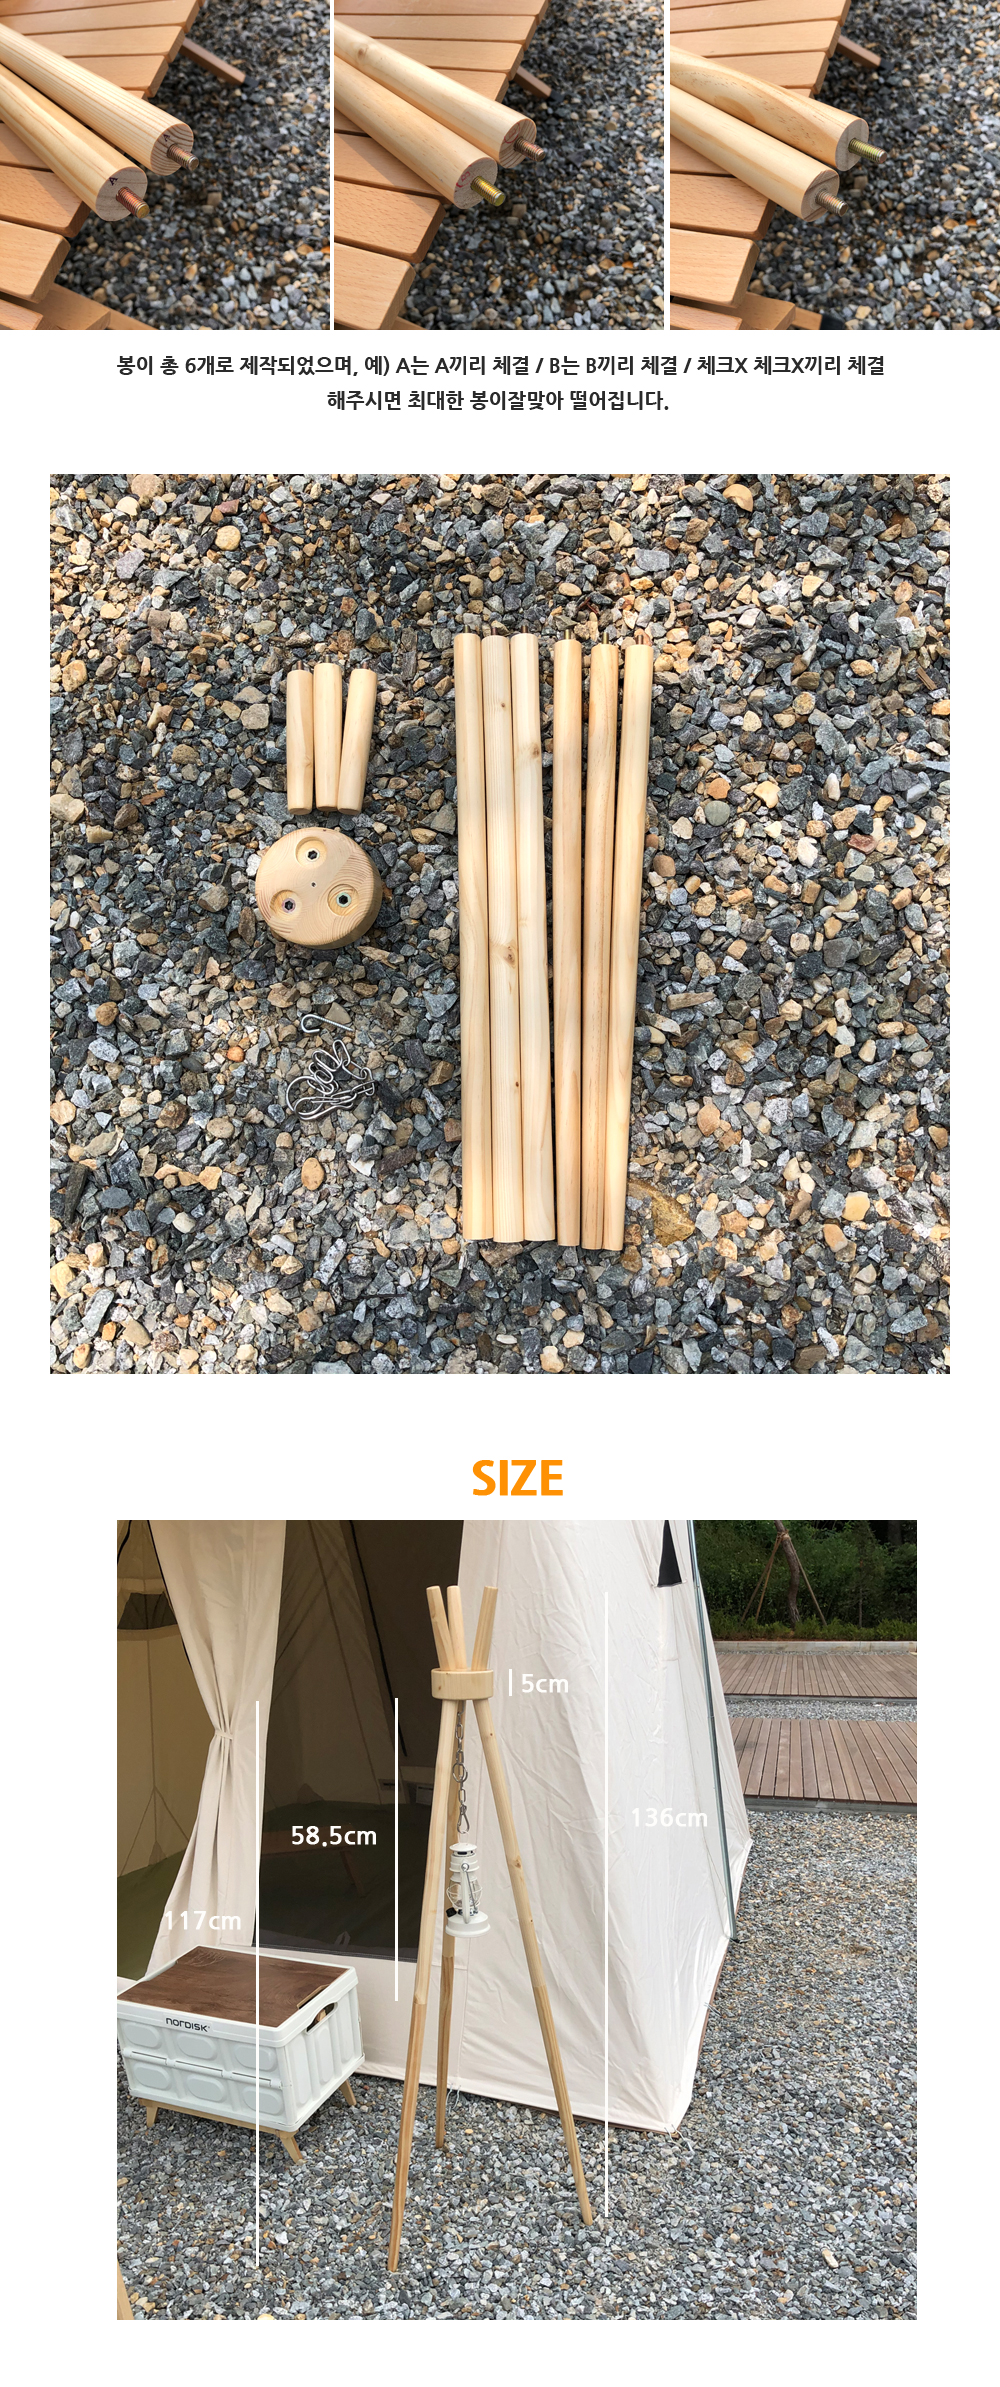 A
봉이 총 6개로 제작되었으며, 예) A는 A끼리 체결 / B는 B끼리 체결 / 체크X 체크X끼리 체결
해주시면 최대한 봉이잘맞아 떨어집니다.
SIZE
5cm
136cm
58.5cm
117cm
nordisk